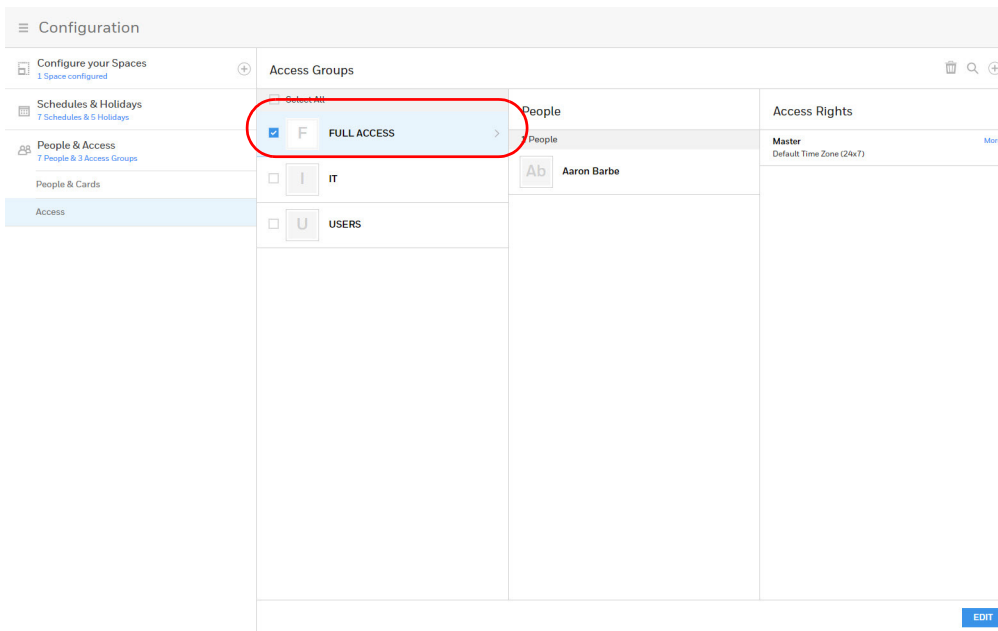 Configuration
Configure your Spaces
1 Space configured
Schedules & Holidays
7 Schedules & 5 Holidays
People & Access
7 People & 3 Access Groups
People & Cards
Access
Access Groups
Select All
F FULL ACCESS
I IT
U USERS
People
People
Ab Aaron Barbe
Access Rights
Master
Default Time Zone (24x7)
EDIT